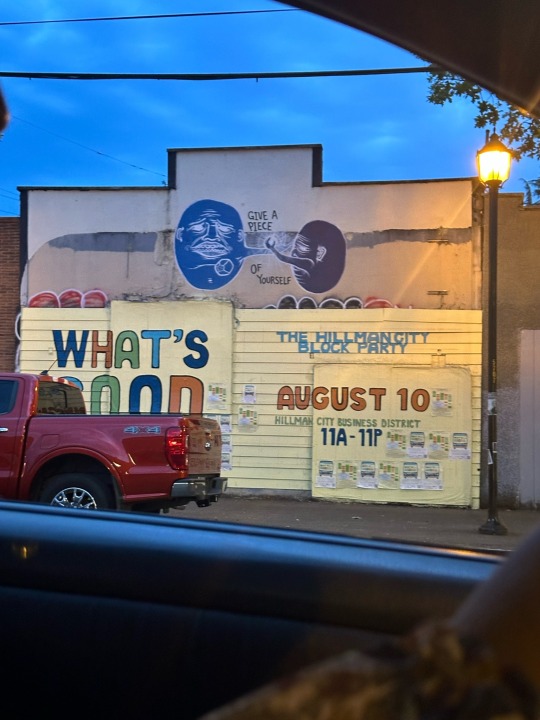 GIVE A
PIECE
OF
YOURSELF
WHAT'S
GOOD
THE HILLMAN CITY
BLOCK PARTY
AUGUST 10
HILLMAN CITY BUSINESS DISTRICT
11A - 11P
4x4